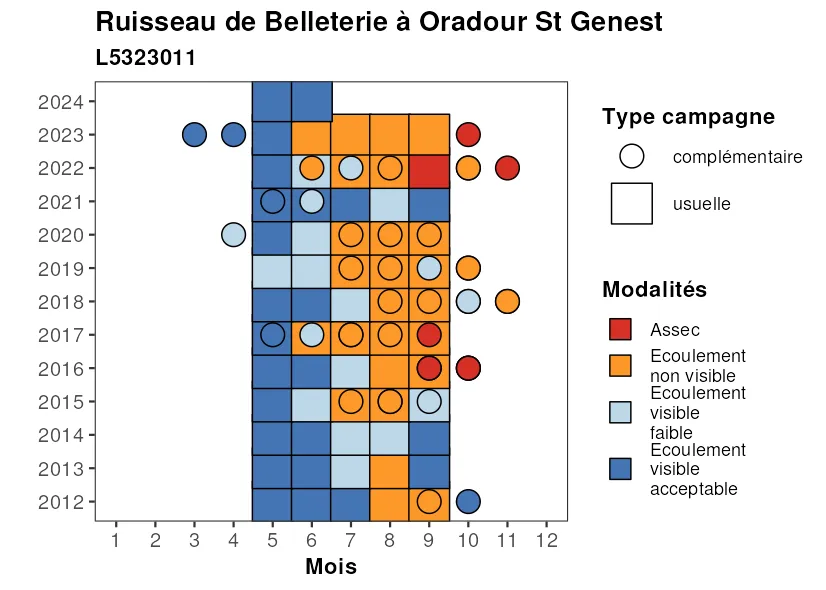 Ruisseau de Belleterie à Oradour St Genest
L5323011
2024
2023
2022
2021
2020
2019
2018
2017
2016
2015
2014
2013
2012
1 2 3 4 5 6 7 8 9 10 11 12
Mois
Type campagne
complémentaire
usuelle
Modalités
Assec
Ecoulement
non visible
Ecoulement
visible
faible
Ecoulement
visible
acceptable